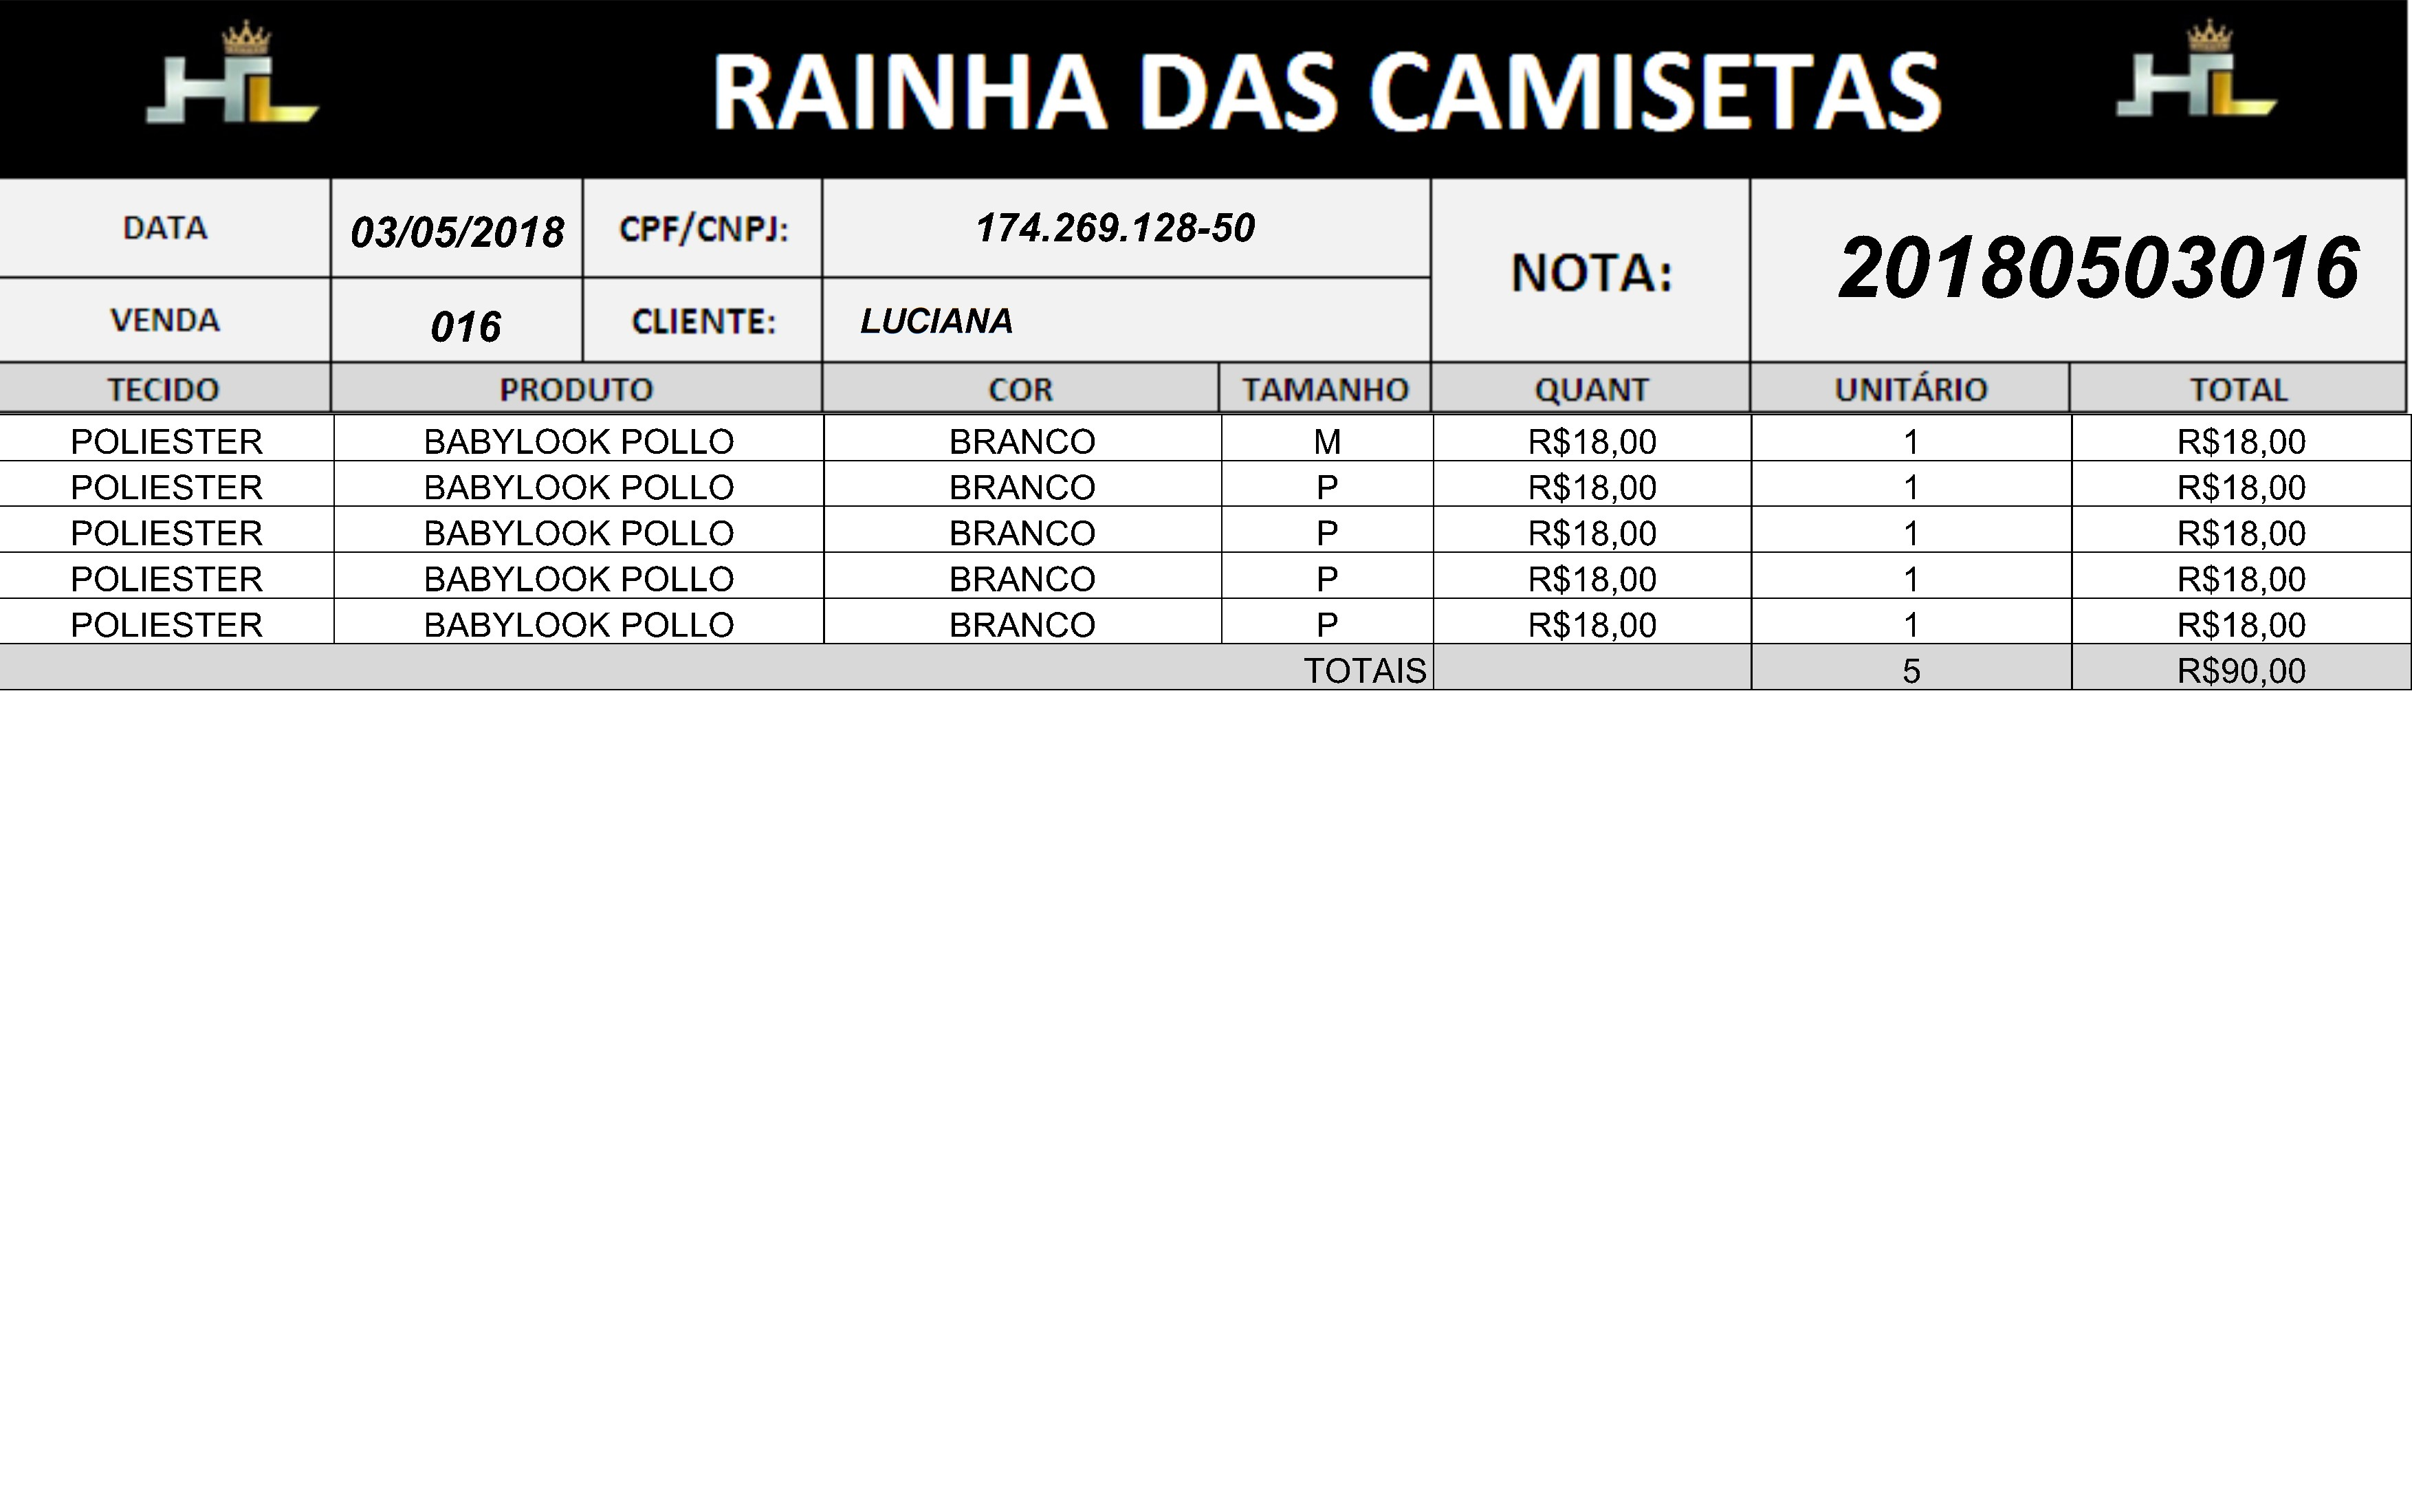 HL RAINHA DAS CAMISETAS HL
DATA 03/05/2018 CPF/CNPJ: 174.269.128-50 NOTA: 20180503016
VENDA 016 CLIENTE: LUCIANA
TECIDO PRODUTO COR TAMANHO QUANT UNITÁRIO TOTAL
POLIESTER BABYLOOK POLLO BRANCO M R$18,00 1 R$18,00
POLIESTER BABYLOOK POLLO BRANCO P R$18,00 1 R$18,00
POLIESTER BABYLOOK POLLO BRANCO P R$18,00 1 R$18,00
POLIESTER BABYLOOK POLLO BRANCO P R$18,00 1 R$18,00
POLIESTER BABYLOOK POLLO BRANCO P R$18,00 1 R$18,00
TOTAIS 5 R$90,00